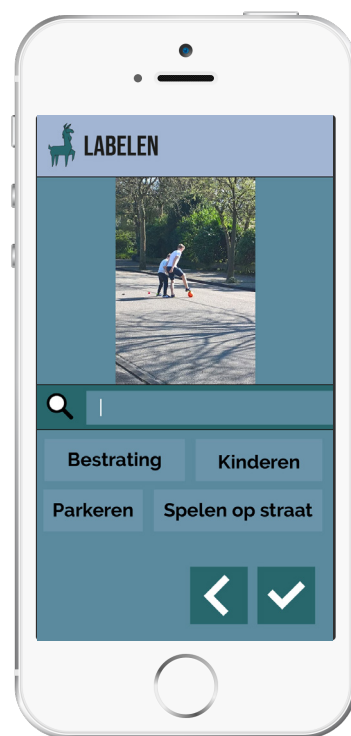 LABELEN
Bestrating
Kinderen
Parkeren
Spelen op straat